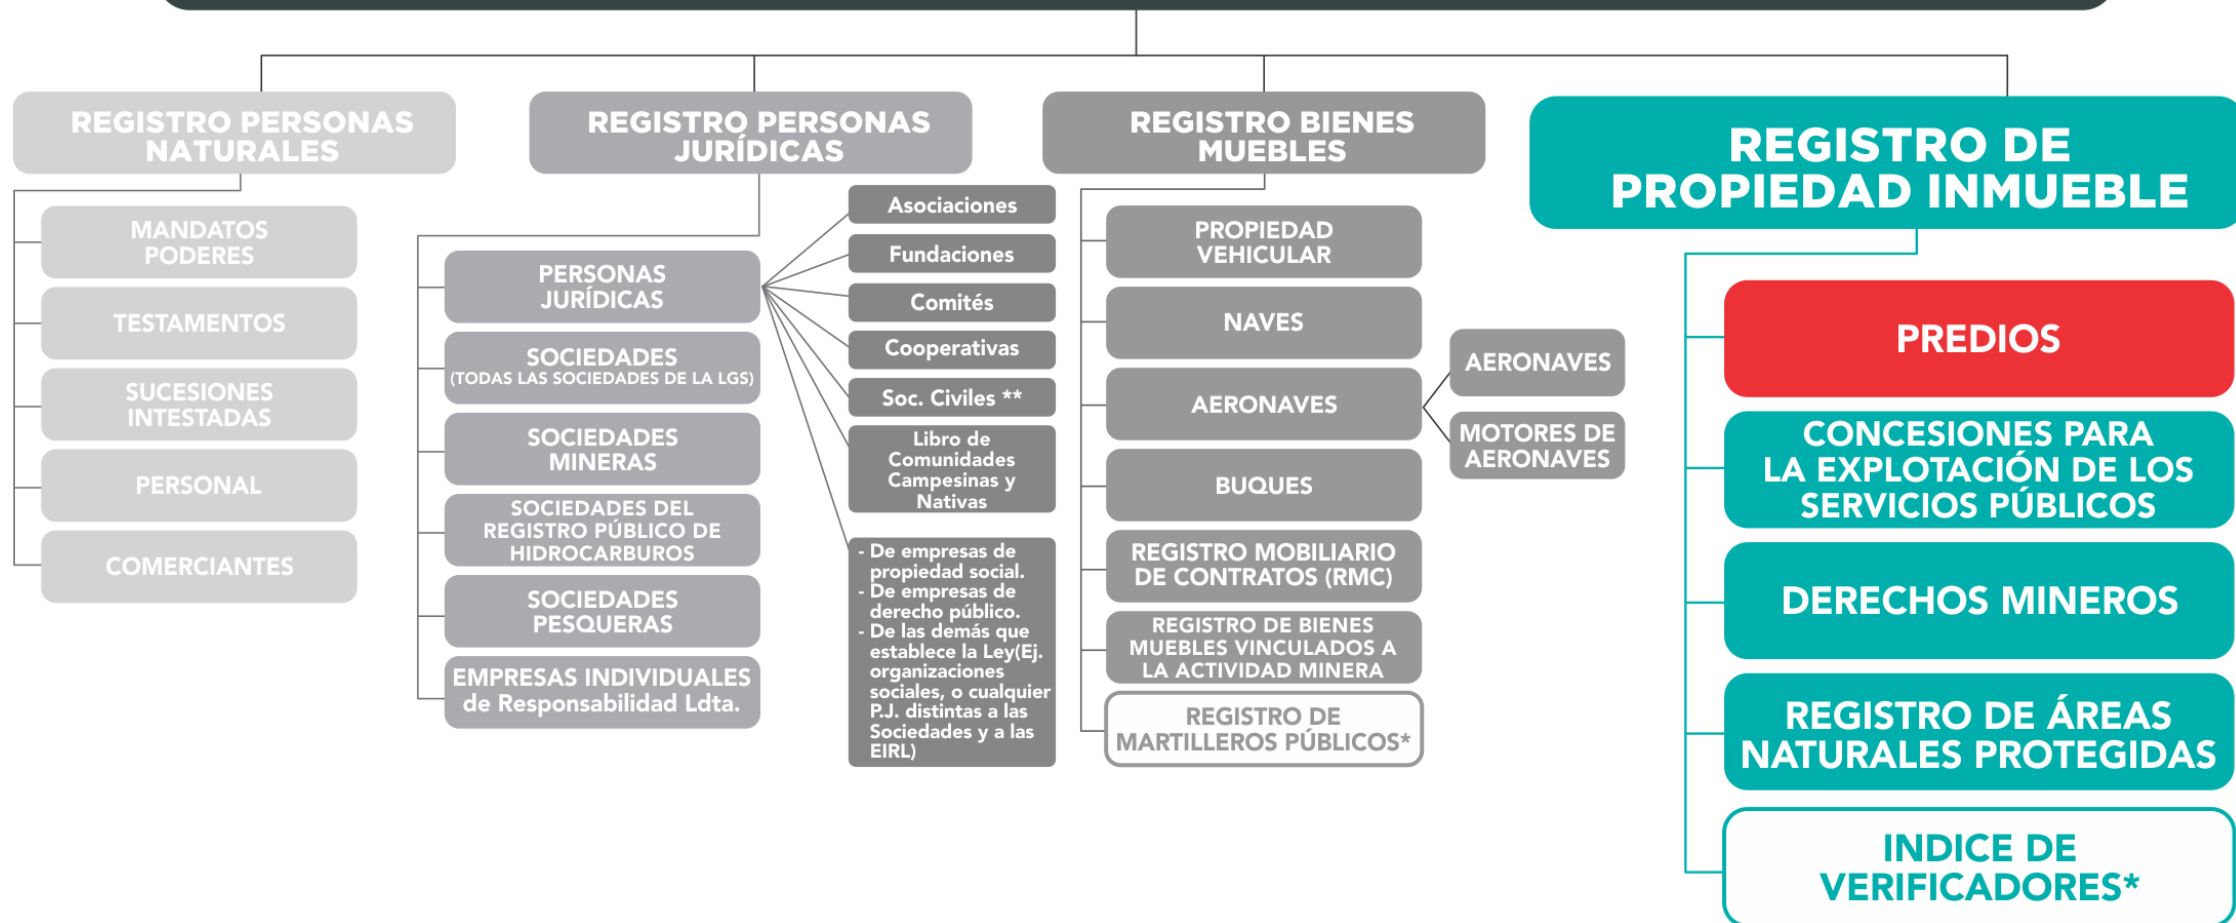 REGISTRO PERSONAS
NATURALES
MANDATOS
PODERES
TESTAMENTOS
SUCESIONES
INTESTADAS
PERSONAL
COMERCIANTES
REGISTRO PERSONAS
JURÍDICAS
PERSONAS
JURÍDICAS
SOCIEDADES
(TODAS LAS SOCIEDADES DE LA LGS)
SOCIEDADES
MINERAS
SOCIEDADES DEL
REGISTRO PÚBLICO DE
HIDROCARBUROS
SOCIEDADES
PESQUERAS
EMPRESAS INDIVIDUALES
de Responsabilidad Ldta.
Asociaciones
Fundaciones
Comités
Cooperativas
Soc. Civiles **
Libro de
Comunidades
Campesinas y
Nativas
- De empresas de
propiedad social.
- De empresas de
derecho público.
- De las demás que
establece la Ley(Ej.
organizaciones
sociales, o cualquier
P.J. distintas a las
Sociedades y a las
EIRL)
REGISTRO BIENES
MUEBLES
PROPIEDAD
VEHICULAR
NAVES
AERONAVES
AERONAVES
MOTORES DE
AERONAVES
BUQUES
REGISTRO MOBILIARIO
DE CONTRATOS (RMC)
REGISTRO DE BIENES
MUEBLES VINCULADOS A
LA ACTIVIDAD MINERA
REGISTRO DE
MARTILLEROS PÚBLICOS*
REGISTRO DE
PROPIEDAD INMUEBLE
PREDIOS
CONCESIONES PARA
LA EXPLOTACIÓN DE LOS
SERVICIOS PÚBLICOS
DERECHOS MINEROS
REGISTRO DE ÁREAS
NATURALES PROTEGIDAS
INDICE DE
VERIFICADORES*